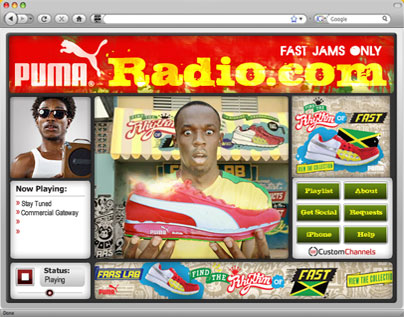 Google
FAST JAMS ONLY
PUMA Radio.com
FIND THE
Rhythm
OF FAST
VIEW THE COLLECTION
Now Playing:
» Stay Tuned
» Commercial Gateway
»
»
PUMA
Playlist
About
Get Social
Requests
iPhone
Help
CustomChannels
Status:
Playing
FAAS LAB
FIND THE
Rhythm
OF FAST
VIEW THE COLLECTION
Done